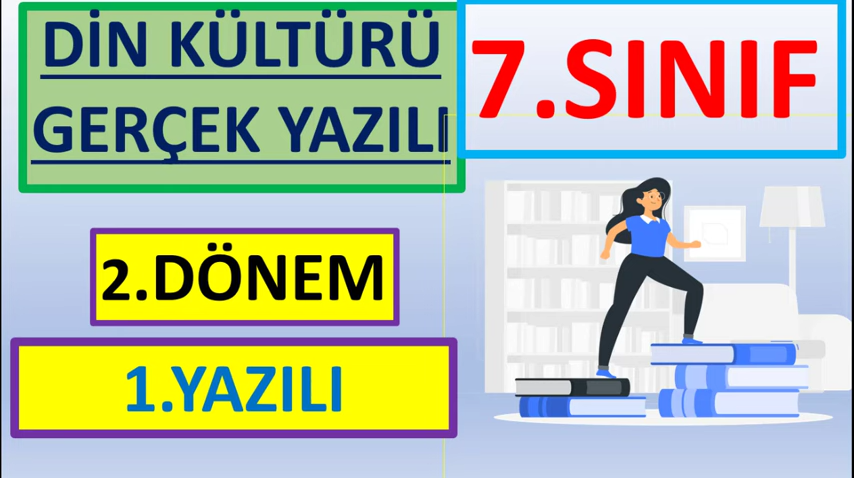 DİN KÜLTÜRÜ
GERÇEK YAZILI
7.SINIF
2.DÖNEM
1.YAZILI